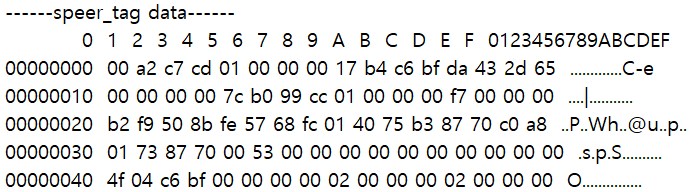 ------speer_tag data------
0 1 2 3 4 5 6 7 8 9 A B C D E F 0123456789ABCDEF
00000000 00 a2 c7 cd 01 00 00 00 17 b4 c6 bf da 43 2d 65 .............C-e
00000010 00 00 00 00 7c b0 99 cc 01 00 00 00 f7 00 00 00 ....|...........
00000020 b2 f9 50 8b fe 57 68 fc 01 40 75 b3 87 70 c0 a8 ..P..Wh..@u..p..
00000030 01 73 87 70 00 53 00 00 00 00 00 00 00 00 00 00 .s.p.S..........
00000040 4f 04 c6 bf 00 00 00 00 02 00 00 00 02 00 00 00 O...............